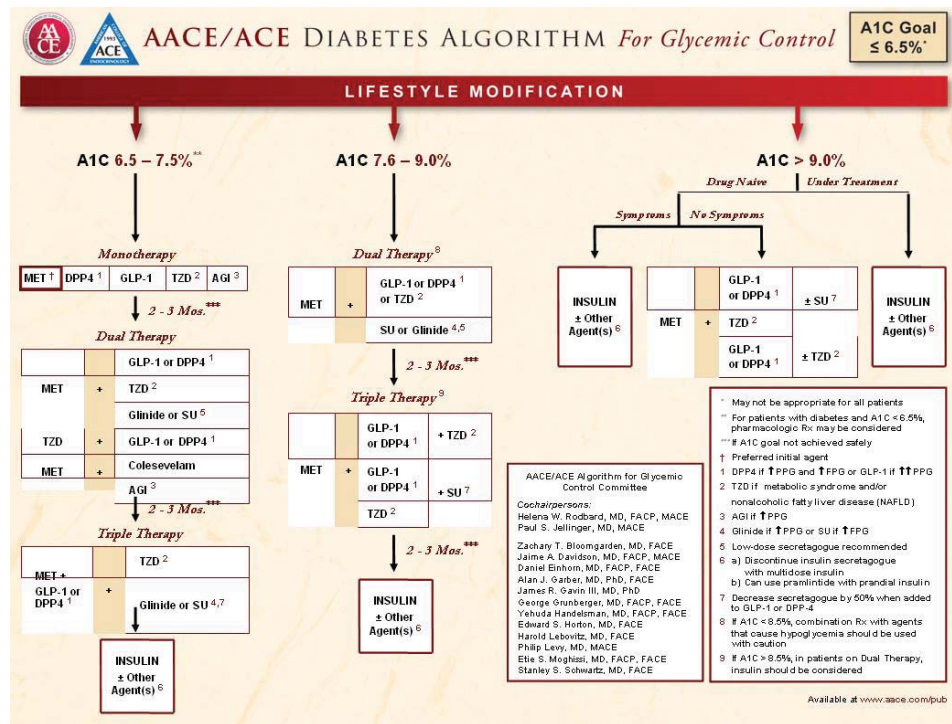 AACE
1993
ACE
ENDOCRINOLOGY
AACE/ACE DIABETES ALGORITHM For Glycemic Control
A1C Goal
≤ 6.5%*
LIFESTYLE MODIFICATION
A1C 6.5 – 7.5%**
Monotherapy
MET † DPP4 1 GLP-1 TZD 2 AGI 3
2 - 3 Mos.***
Dual Therapy
GLP-1 or DPP4 1
MET + TZD 2
Glinide or SU 5
TZD + GLP-1 or DPP4 1
MET + Colesevelam
AGI 3
2 - 3 Mos.***
Triple Therapy
TZD 2
MET +
GLP-1 or
DPP4 1
+
Glinide or SU 4,7
INSULIN
± Other
Agent(s) 6
A1C 7.6 – 9.0%
Dual Therapy 8
MET +
GLP-1 or DPP4 1
or TZD 2
SU or Glinide 4,5
2 - 3 Mos.***
Triple Therapy 9
MET +
GLP-1
or DPP4 1
+ TZD 2
GLP-1
or DPP4 1
+ SU 7
TZD 2
2 - 3 Mos.***
INSULIN
± Other
Agent(s) 6
A1C > 9.0%
Drug Naive Under Treatment
Symptoms No Symptoms
INSULIN
± Other
Agent(s) 6
MET +
GLP-1
or DPP4 1
± SU 7
TZD 2
GLP-1
or DPP4 1
± TZD 2
INSULIN
± Other
Agent(s) 6
AACE/ACE Algorithm for Glycemic
Control Committee
Cochairpersons:
Helena W. Rodbard, MD, FACP, MACE
Paul S. Jellinger, MD, MACE
Zachary T. Bloomgarden, MD, FACE
Jaime A. Davidson, MD, FACP, MACE
Daniel Einhorn, MD, FACP, FACE
Alan J. Garber, MD, PhD, FACE
James R. Gavin III, MD, PhD
George Grunberger, MD, FACP, FACE
Yehuda Handelsman, MD, FACP, FACE
Edward S. Horton, MD, FACE
Harold Lebovitz, MD, FACE
Philip Levy, MD, MACE
Etie S. Moghissi, MD, FACP, FACE
Stanley S. Schwartz, MD, FACE
* May not be appropriate for all patients
** For patients with diabetes and A1C < 6.5%,
pharmacologic Rx may be considered
*** If A1C goal not achieved safely
† Preferred initial agent
1 DPP4 if ↑PPG and ↑FPG or GLP-1 if ↑↑PPG
2 TZD if metabolic syndrome and/or
nonalcoholic fatty liver disease (NAFLD)
3 AGI if ↑PPG
4 Glinide if ↑PPG or SU if ↑FPG
5 Low-dose secretagogue recommended
6 a) Discontinue insulin secretagogue
with multidose insulin
b) Can use pramlintide with prandial insulin
7 Decrease secretagogue by 50% when added
to GLP-1 or DPP-4
8 If A1C < 8.5%, combination Rx with agents
that cause hypoglycemia should be used
with caution
9 If A1C > 8.5%, in patients on Dual Therapy,
insulin should be considered
Available at www.aace.com/pub